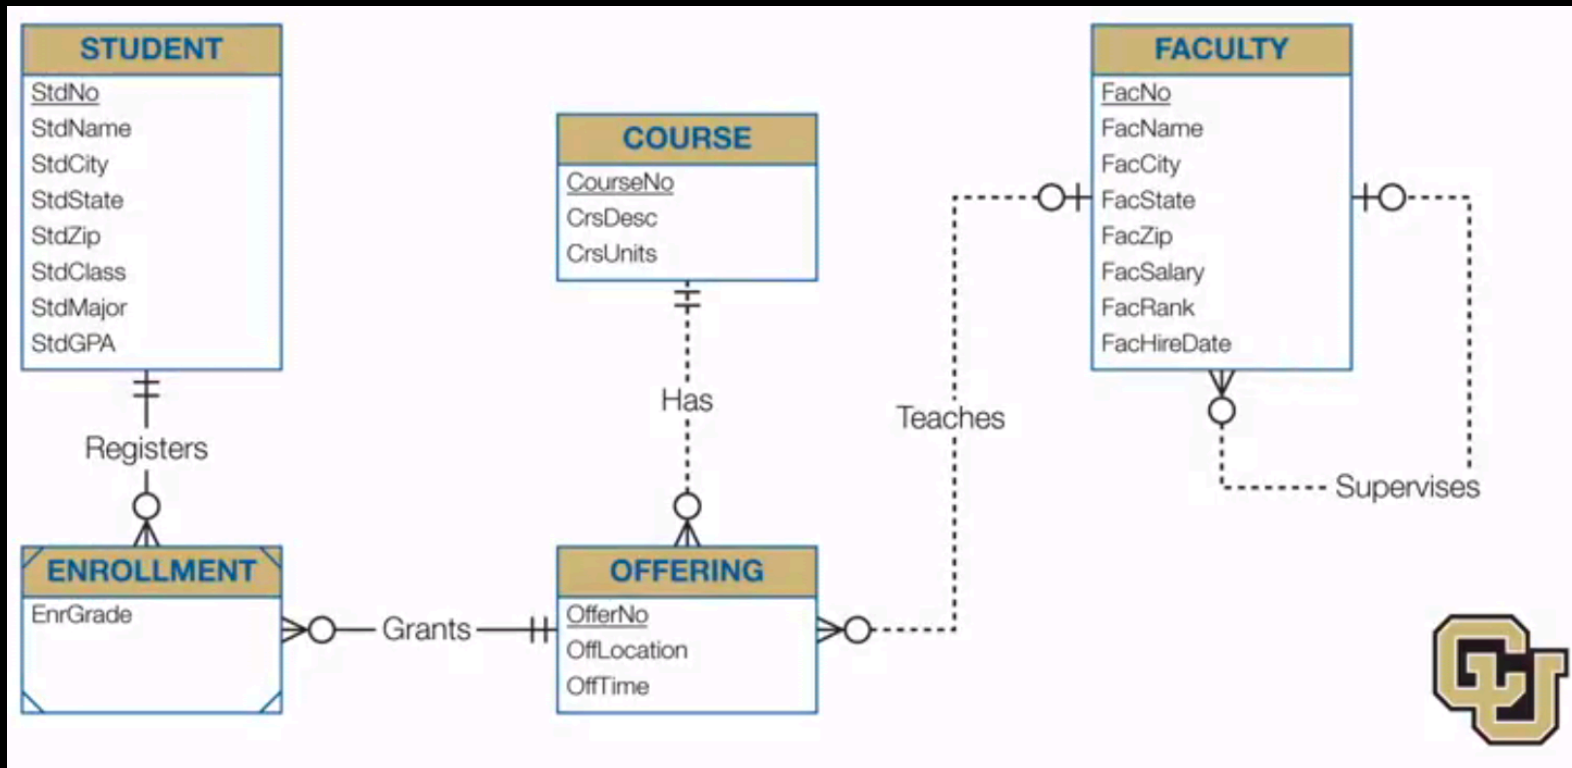 STUDENT
StdNo
StdName
StdCity
StdState
StdZip
StdClass
StdMajor
StdGPA
Registers
ENROLLMENT
EnrGrade
Grants
COURSE
CourseNo
CrsDesc
CrsUnits
Has
OFFERING
OfferNo
OffLocation
OffTime
Teaches
FACULTY
FacNo
FacName
FacCity
FacState
FacZip
FacSalary
FacRank
FacHireDate
Supervises
CU